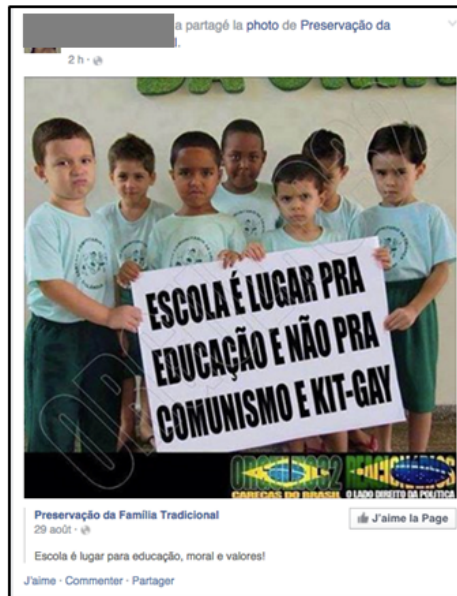 a partagé la photo de Preservação da
2 h
ESCOLA É LUGAR PRA
EDUCAÇÃO E NÃO PRA
COMUNISMO E KIT-GAY
CARECAS DO BRASIL
REACIONÁRIOS
O LADO DIREITO DA POLÍTICA
Preservação da Família Tradicional
29 août
J'aime la Page
Escola é lugar para educação, moral e valores!
J'aime · Commenter · Partager